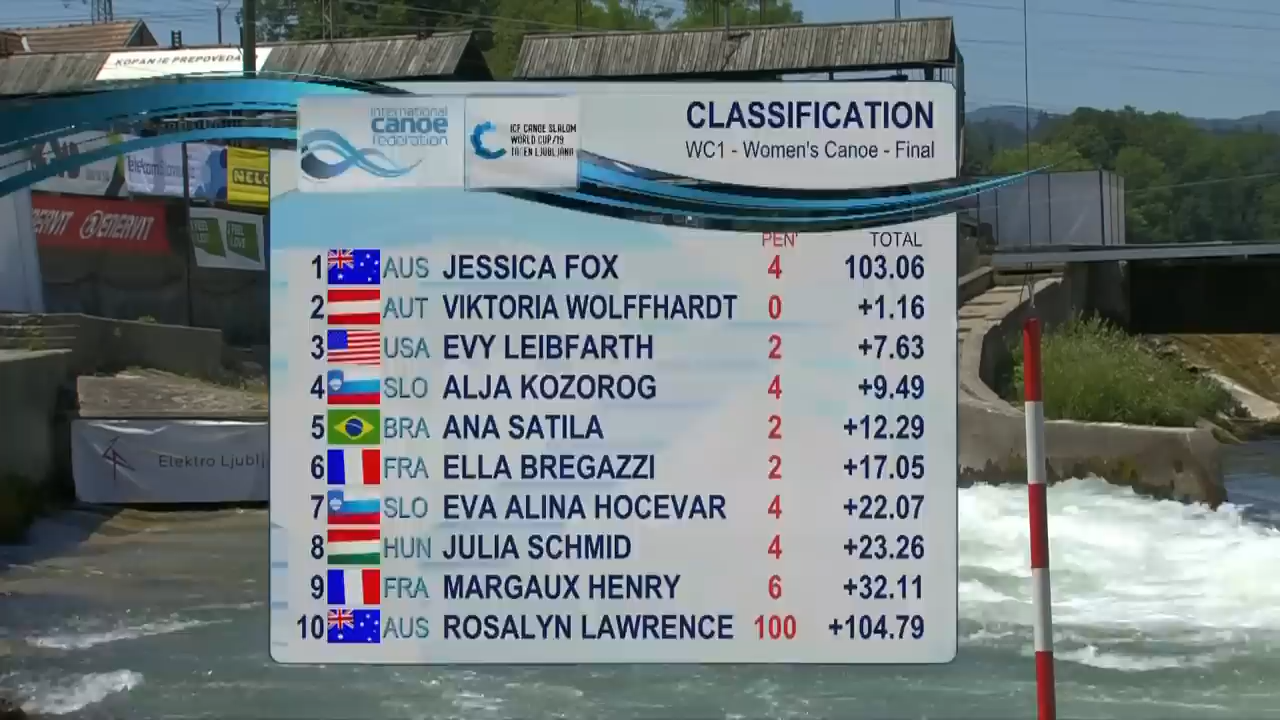 KOPANJE PREPOVEDA
international
canoe
federation
ICF CANOE SLALOM
WORLD CUP/19
TACEN LJUBLJANA
CLASSIFICATION
WC1 - Women's Canoe - Final
telekom
NELO
ENERVIT
Elektro Ljublj
PEN' TOTAL
1 AUS JESSICA FOX 4 103.06
2 AUT VIKTORIA WOLFFHARDT 0 +1.16
3 USA EVY LEIBFARTH 2 +7.63
4 SLO ALJA KOZOROG 4 +9.49
5 BRA ANA SATILA 2 +12.29
6 FRA ELLA BREGAZZI 2 +17.05
7 SLO EVA ALINA HOCEVAR 4 +22.07
8 HUN JULIA SCHMID 4 +23.26
9 FRA MARGAUX HENRY 6 +32.11
10 AUS ROSALYN LAWRENCE 100 +104.79